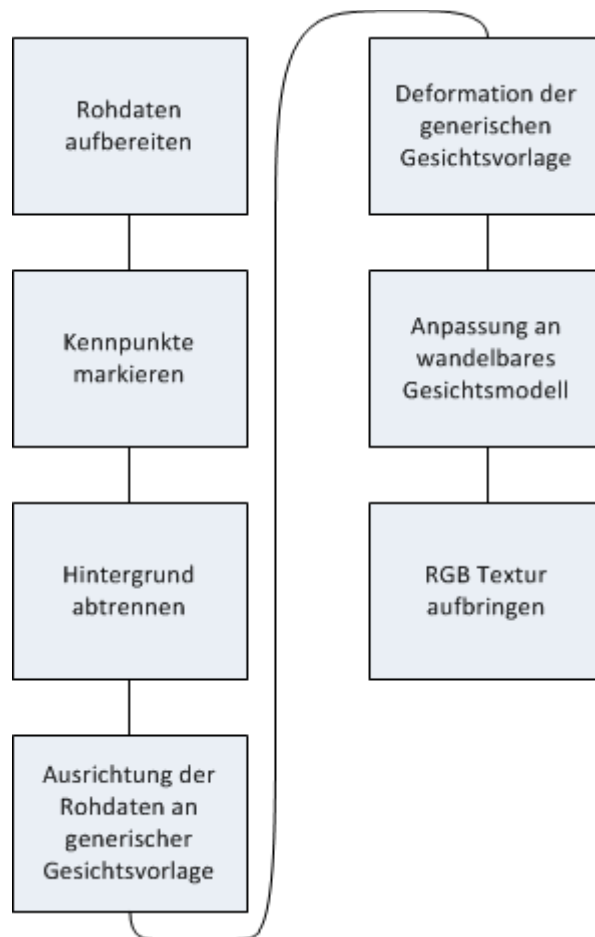 Rohdaten
aufbereiten
Kennpunkte
markieren
Hintergrund
abtrennen
Ausrichtung der
Rohdaten an
generischer
Gesichtsvorlage
Deformation der
generischen
Gesichtsvorlage
Anpassung an
wandelbares
Gesichtsmodell
RGB Textur
aufbringen